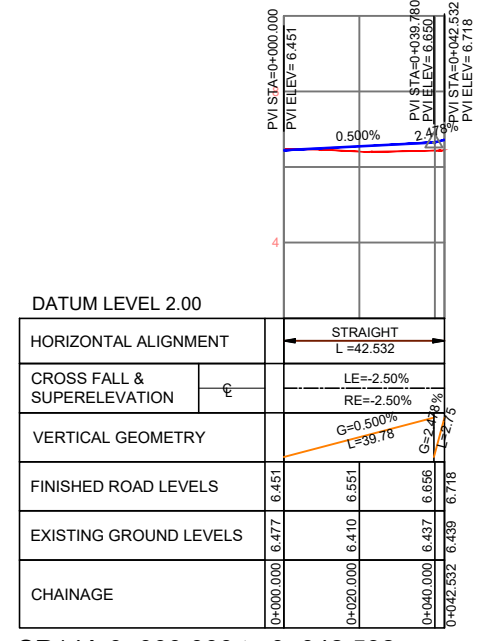 PVI STA=0+000.000
PVI ELEV= 6.451
PVI STA=0+039.780
PVI ELEV= 6.650
PVI STA=0+042.532
PVI ELEV= 6.718
0.500%
2.478%
4
DATUM LEVEL 2.00
HORIZONTAL ALIGNMENT
STRAIGHT
L =42.532
CROSS FALL &
SUPERELEVATION
LE=-2.50%
RE=-2.50%
VERTICAL GEOMETRY
G=0.500%
L=39.78
G=2.478%
L=2.75
FINISHED ROAD LEVELS
6.451
6.551
6.656
6.718
EXISTING GROUND LEVELS
6.477
6.410
6.437
6.439
CHAINAGE
0+000.000
0+020.000
0+040.000
0+042.532